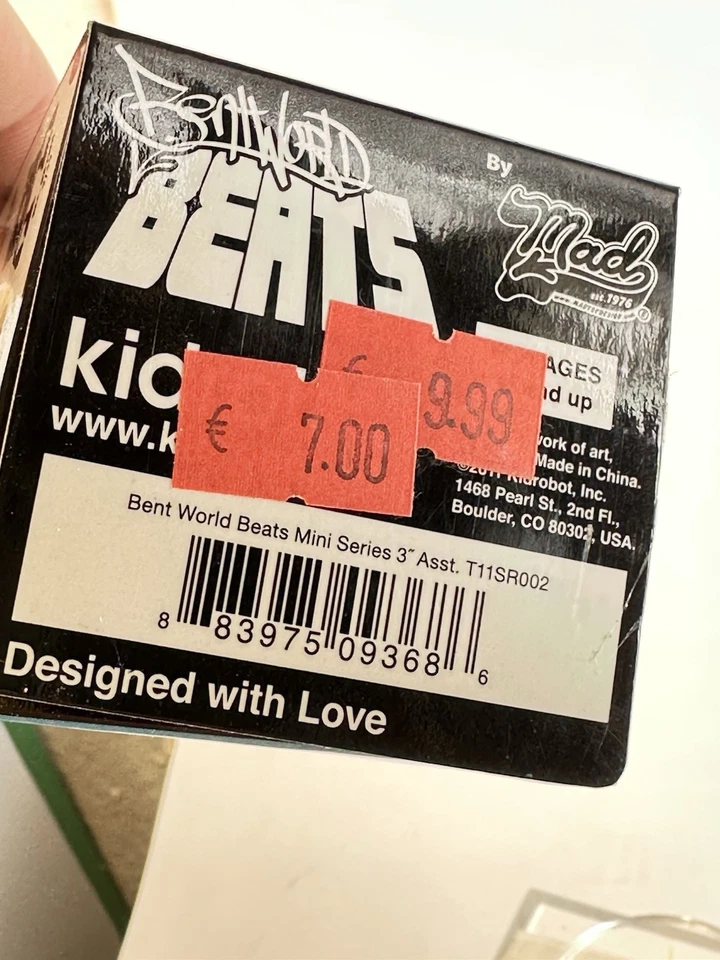 BentWorld
BEATS
By
Mad
est.1976
kid
www.k
€ 9.99
€ 7.00
AGES
nd up
work of art,
Made in China.
©2011 Kidrobot, Inc.
1468 Pearl St., 2nd Fl.,
Boulder, CO 80302, USA.
Bent World Beats Mini Series 3˝ Asst. T11SR002
8 83975 09368 6
Designed with Love